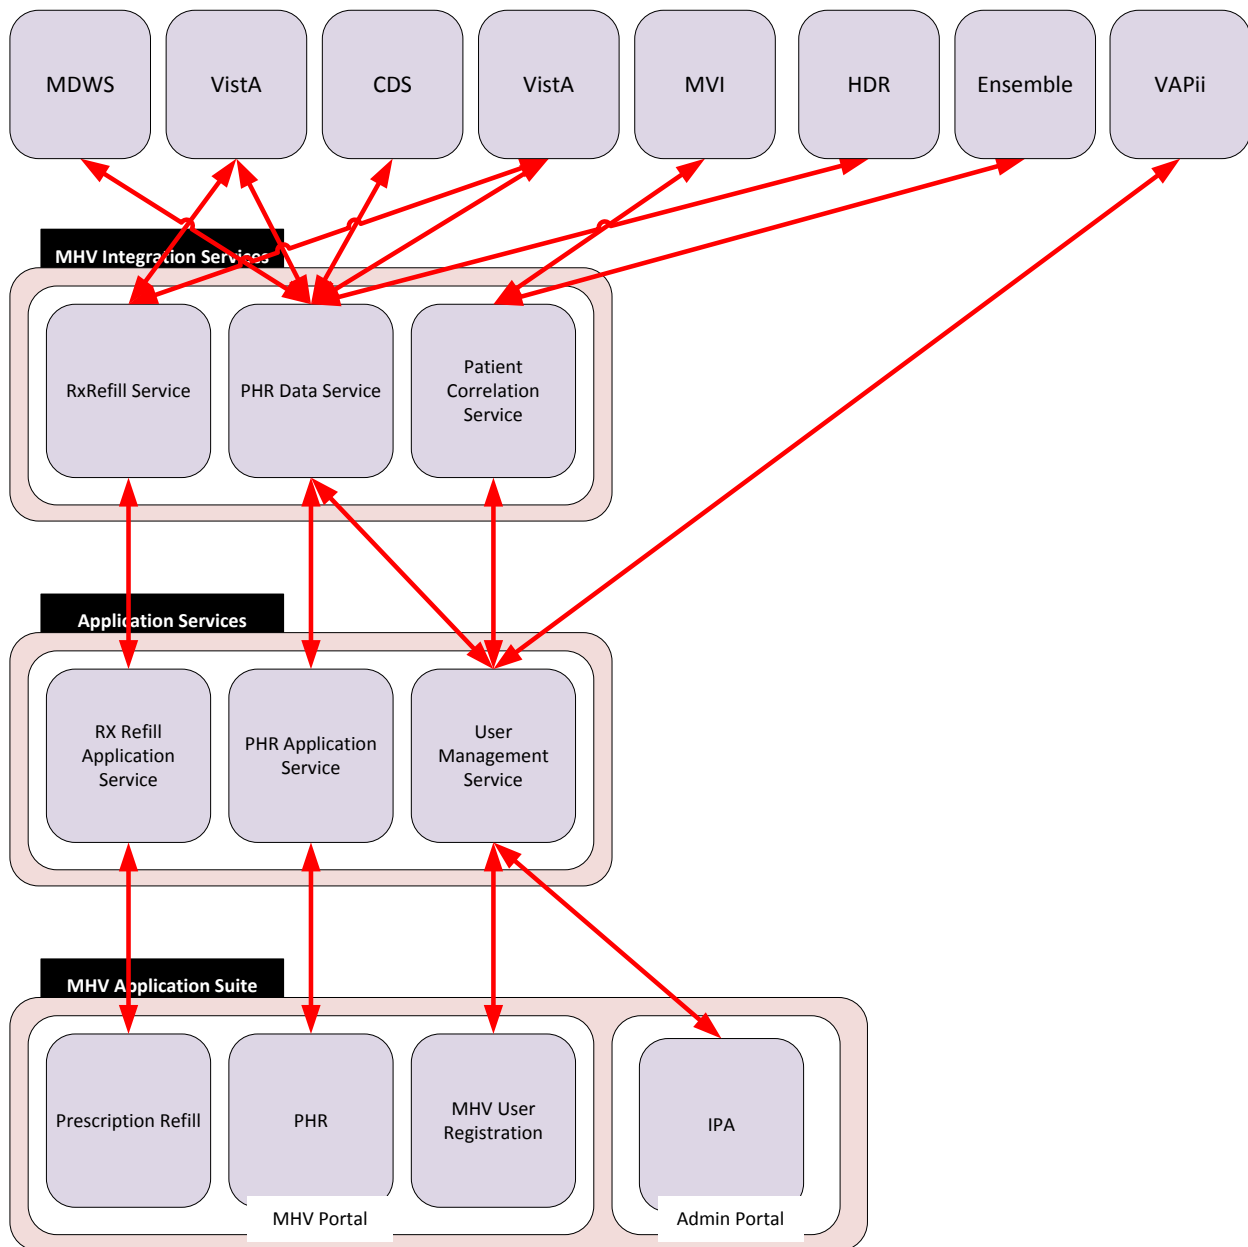 MDWS
VistA
CDS
VistA
MVI
HDR
Ensemble
VAPii
MHV Integration Services
RxRefill Service
PHR Data Service
Patient
Correlation
Service
Application Services
RX Refill
Application
Service
PHR Application
Service
User
Management
Service
MHV Application Suite
Prescription Refill
PHR
MHV User
Registration
IPA
MHV Portal
Admin Portal